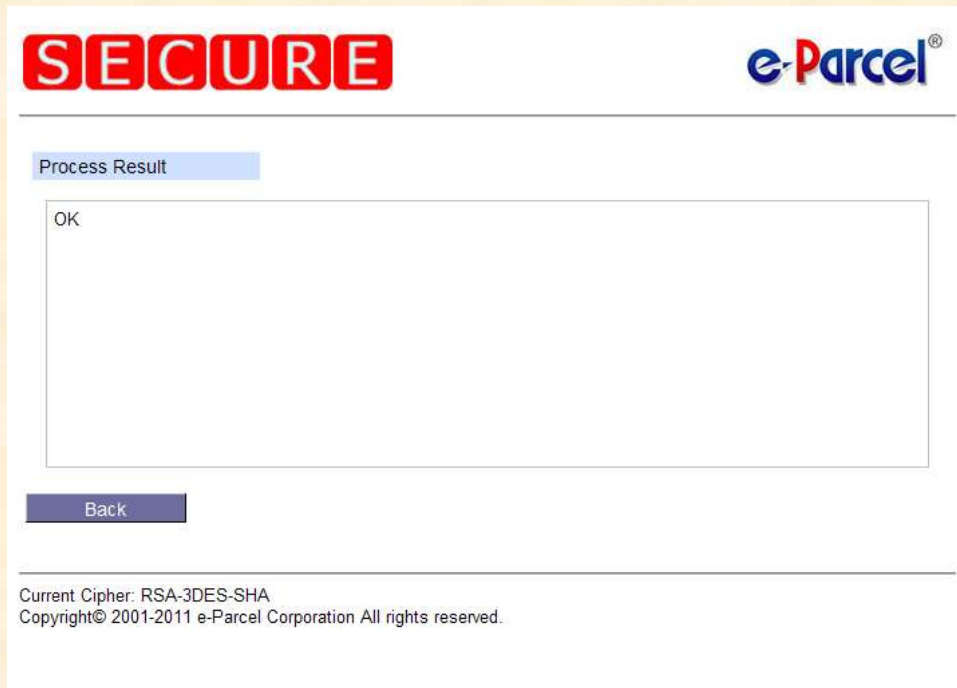 SECURE
e-Parcel®
Process Result
OK
Back
Current Cipher: RSA-3DES-SHA
Copyright© 2001-2011 e-Parcel Corporation All rights reserved.